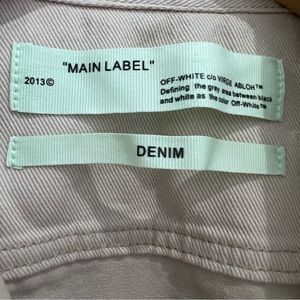 "MAIN LABEL"
2013©
OFF-WHITE c/o VIRGIL ABLOH™
Defining the grey area between black
and white as the color Off-White™
DENIM